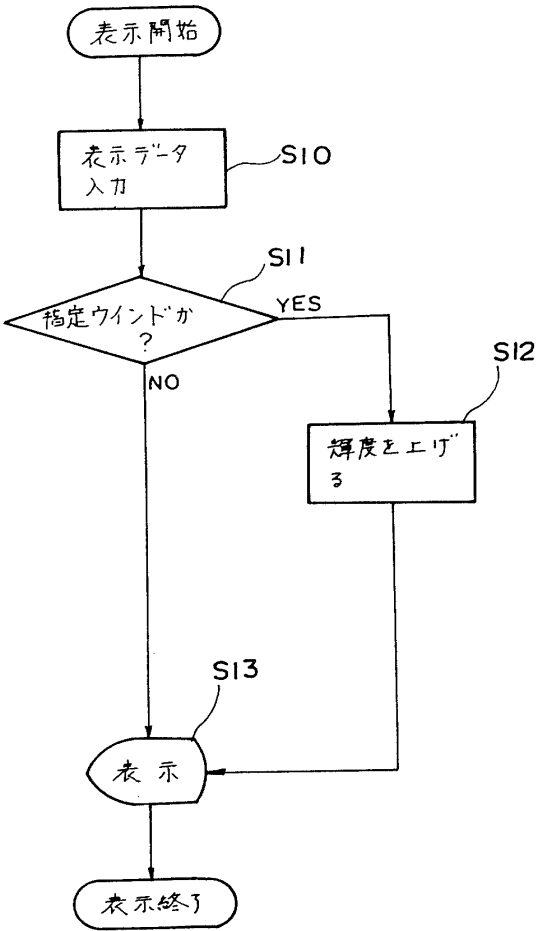 表示開始
表示データ
入力
S10
S11
指定ウインドか
?
YES
NO
S12
輝度を上げ
る
S13
表示
表示終了